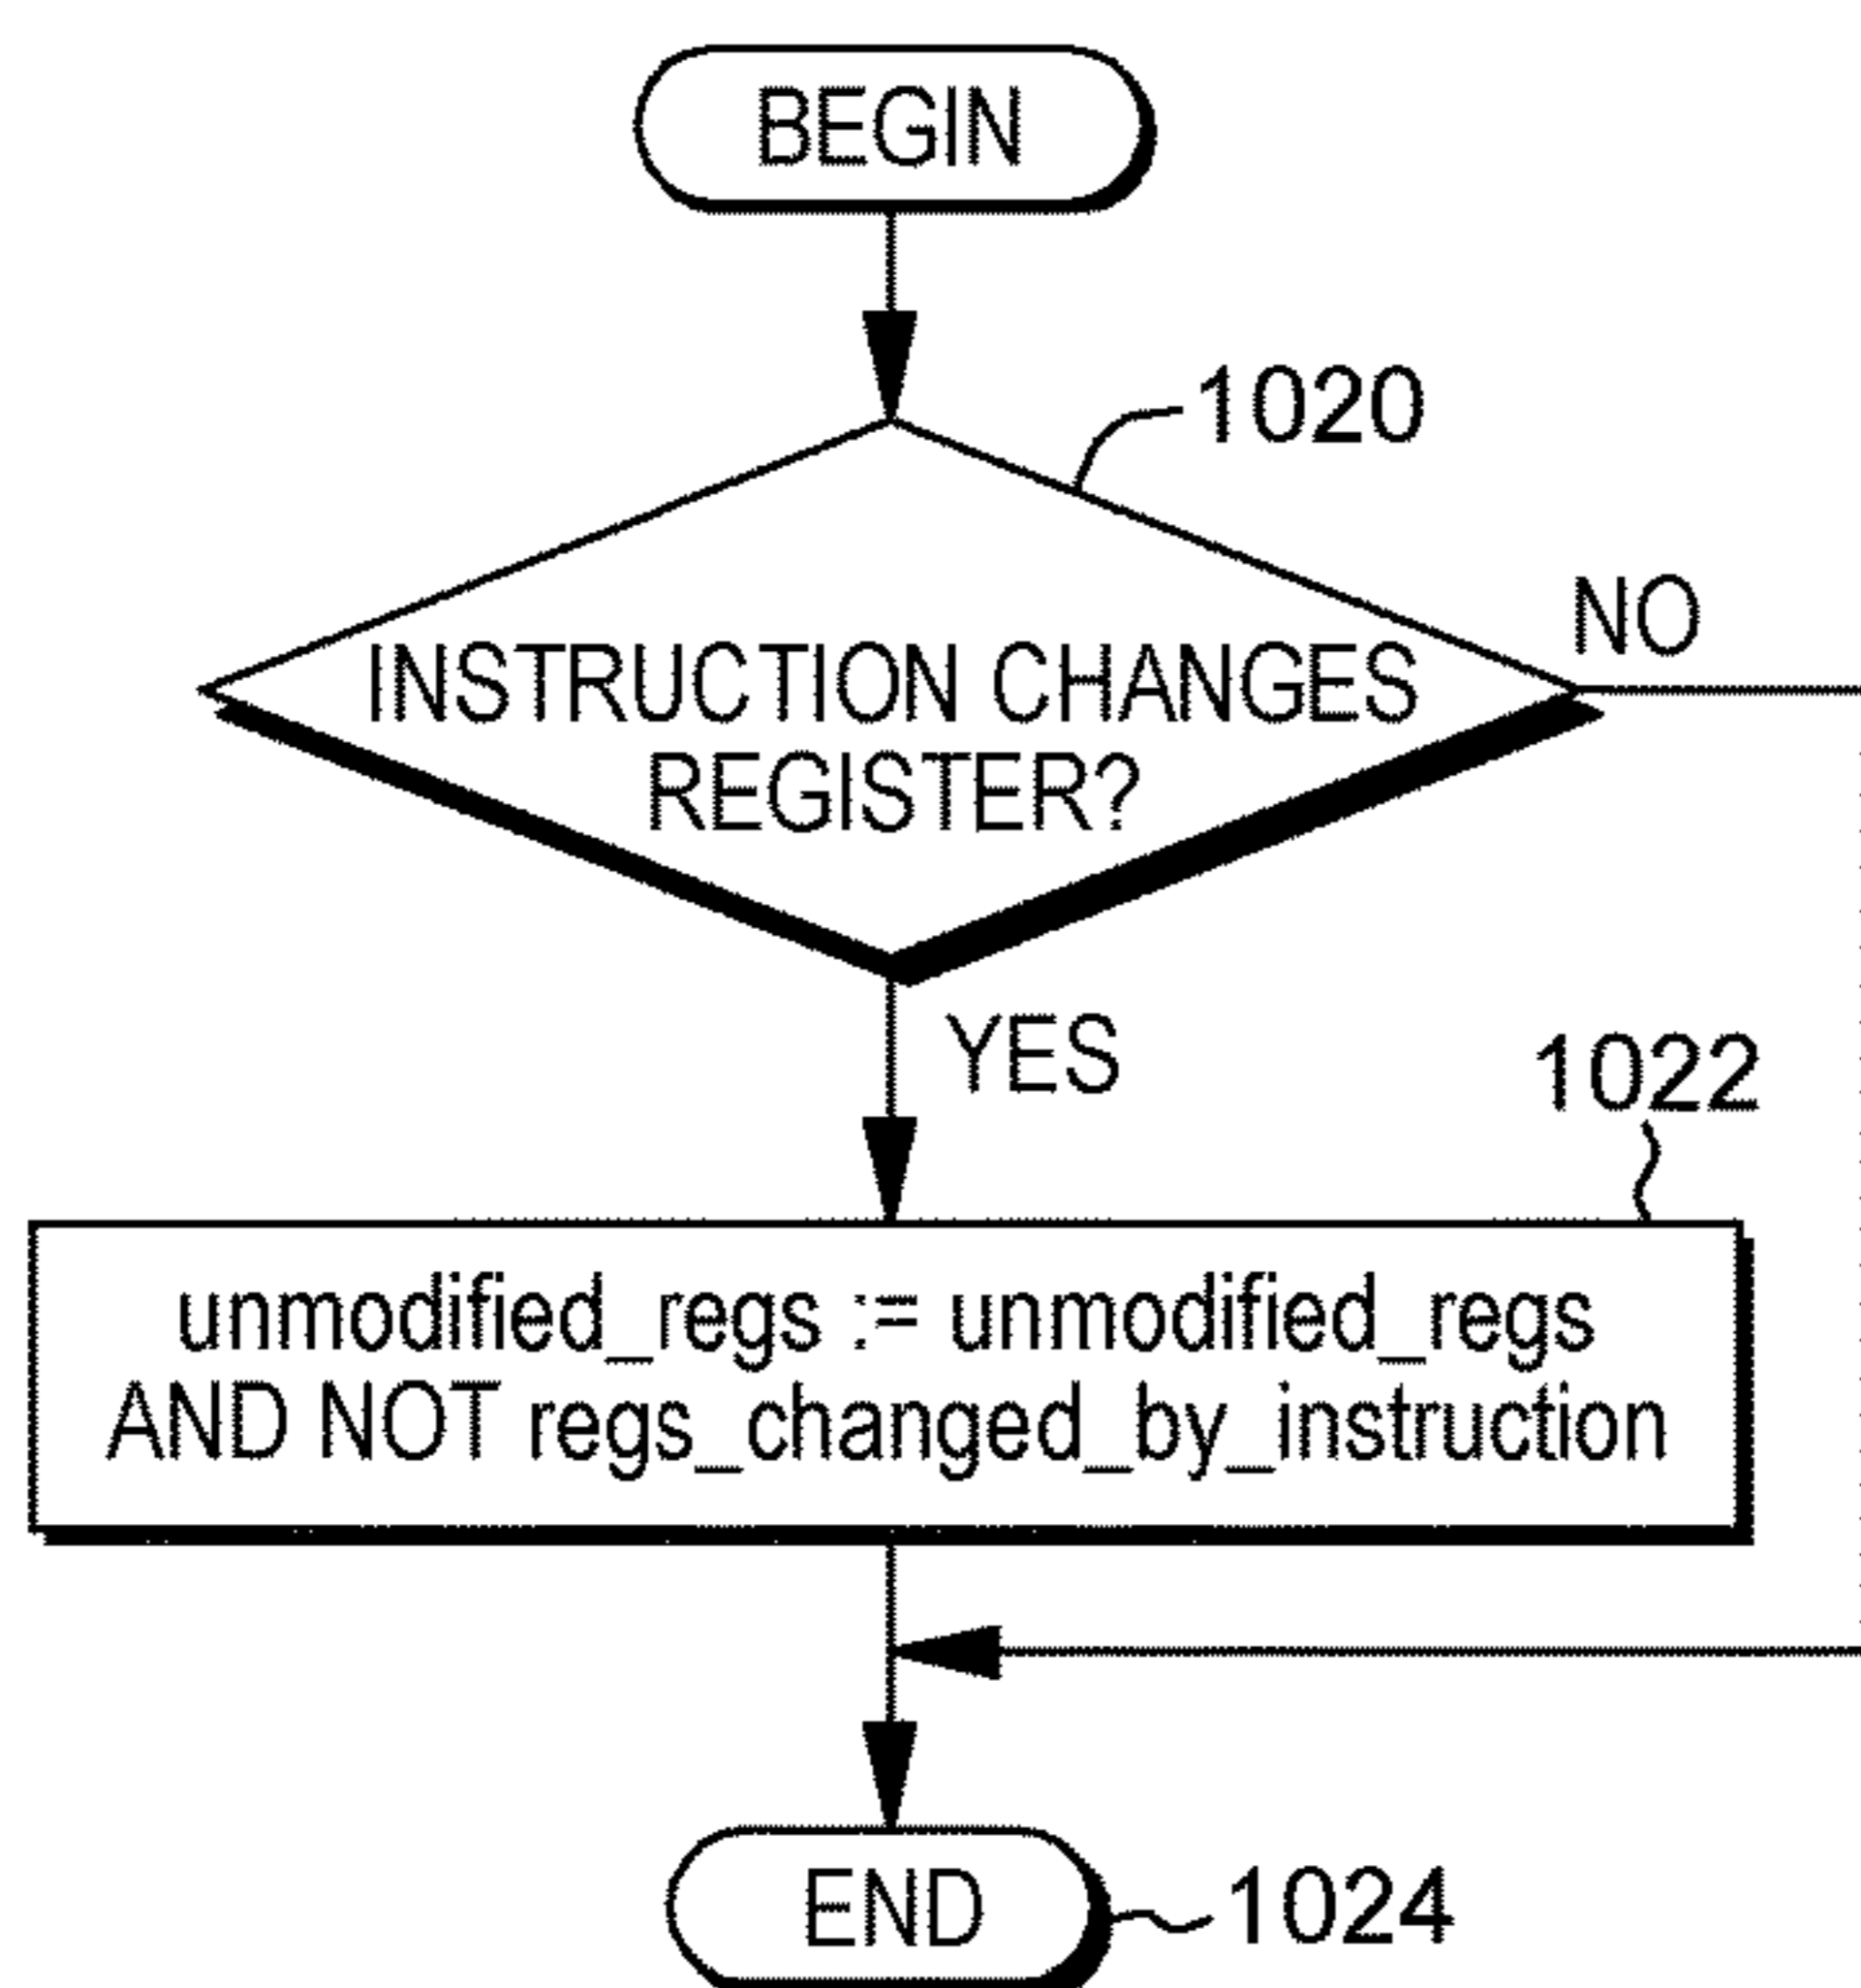 BEGIN
1020
INSTRUCTION CHANGES
REGISTER?
NO
YES
1022
unmodified_regs := unmodified_regs
AND NOT regs_changed_by_instruction
END
1024